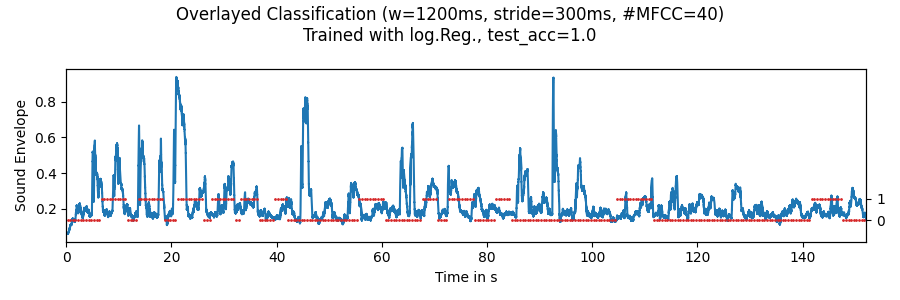 Overlayed Classification (w=1200ms, stride=300ms, #MFCC=40)
Trained with log.Reg., test_acc=1.0
Sound Envelope
0.8
0.6
0.4
0.2
1
0
0 20 40 60 80 100 120 140
Time in s